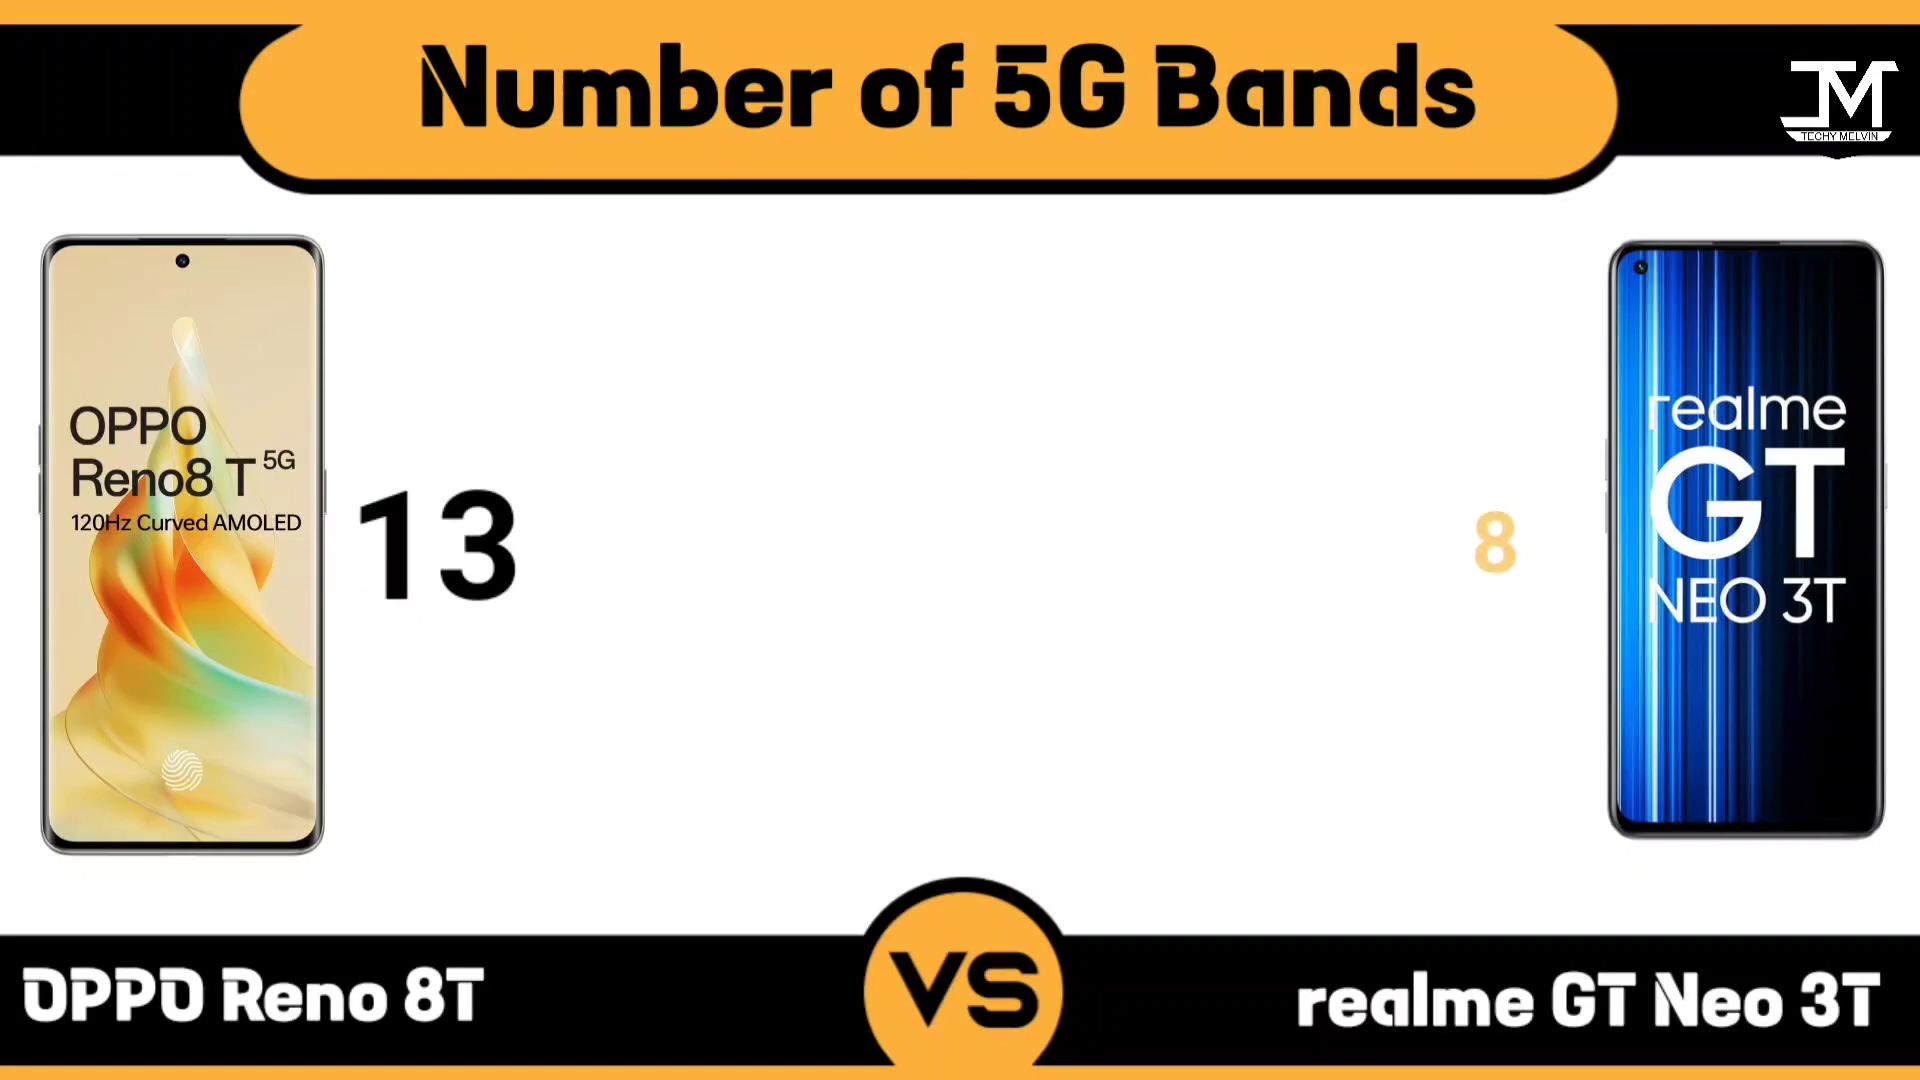 Number of 5G Bands
TECHY MELVIN
OPPO
Reno8 T 5G
120Hz Curved AMOLED
13
8
realme
GT
NEO 3T
OPPO Reno 8T
VS
realme GT Neo 3T